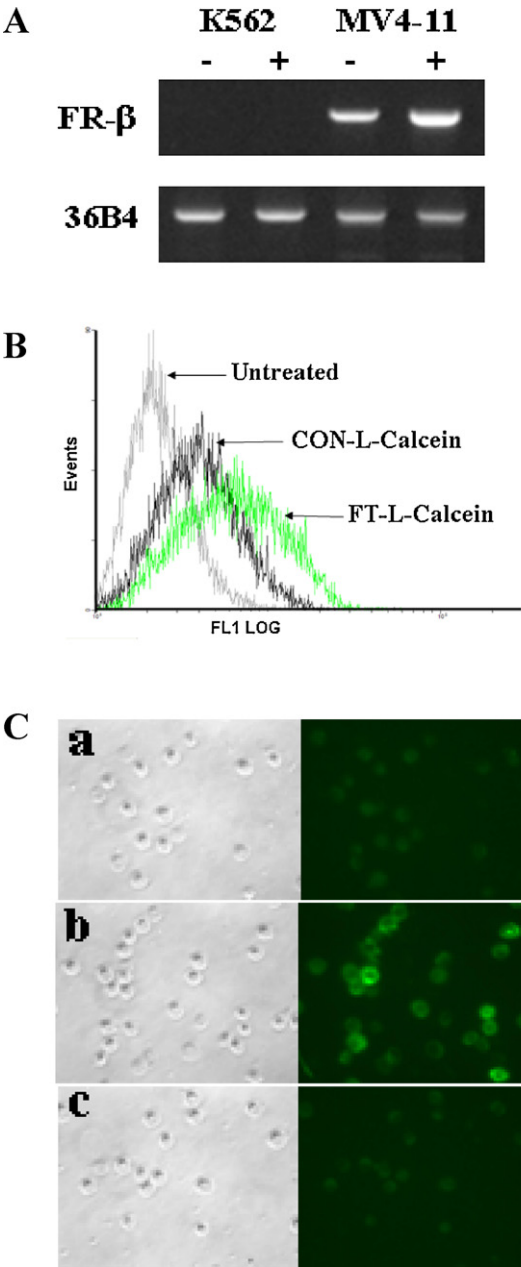 A
K562 MV4-11
- + - +
FR-β
36B4
B
Untreated
CON-L-Calcein
FT-L-Calcein
Events
FL1 LOG
C
a
b
c